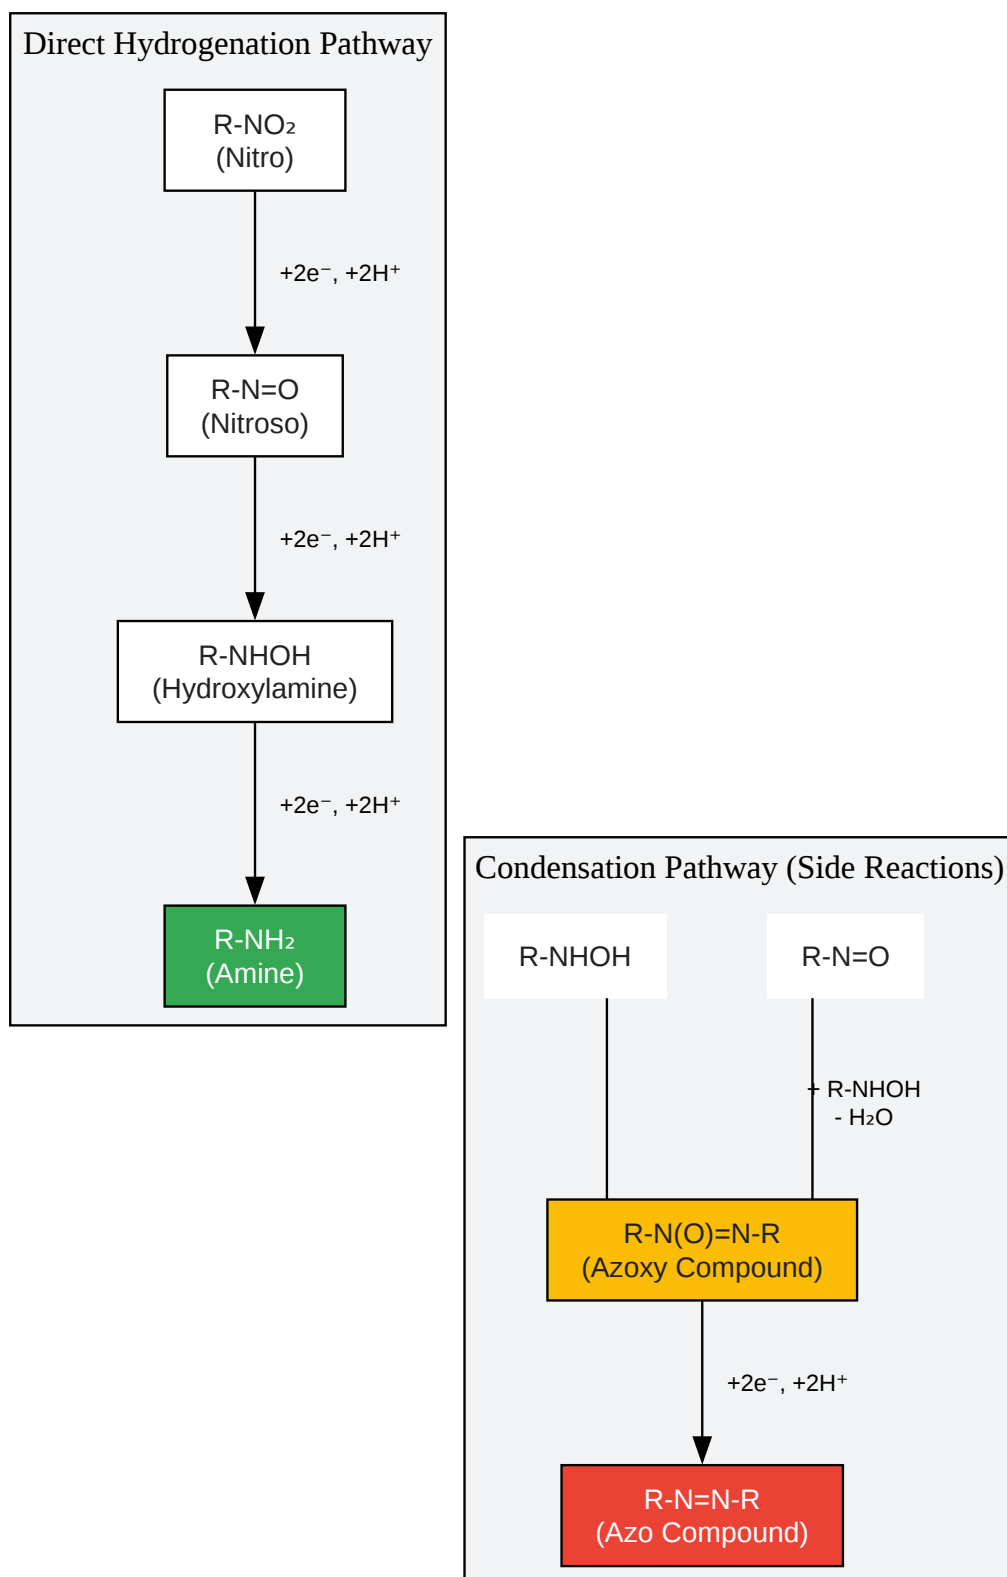 Direct Hydrogenation Pathway
R-NO₂
(Nitro)
+2e⁻, +2H⁺
R-N=O
(Nitroso)
+2e⁻, +2H⁺
R-NHOH
(Hydroxylamine)
+2e⁻, +2H⁺
R-NH₂
(Amine)
Condensation Pathway (Side Reactions)
R-NHOH
R-N=O
+ R-NHOH
- H₂O
R-N(O)=N-R
(Azoxy Compound)
+2e⁻, +2H⁺
R-N=N-R
(Azo Compound)